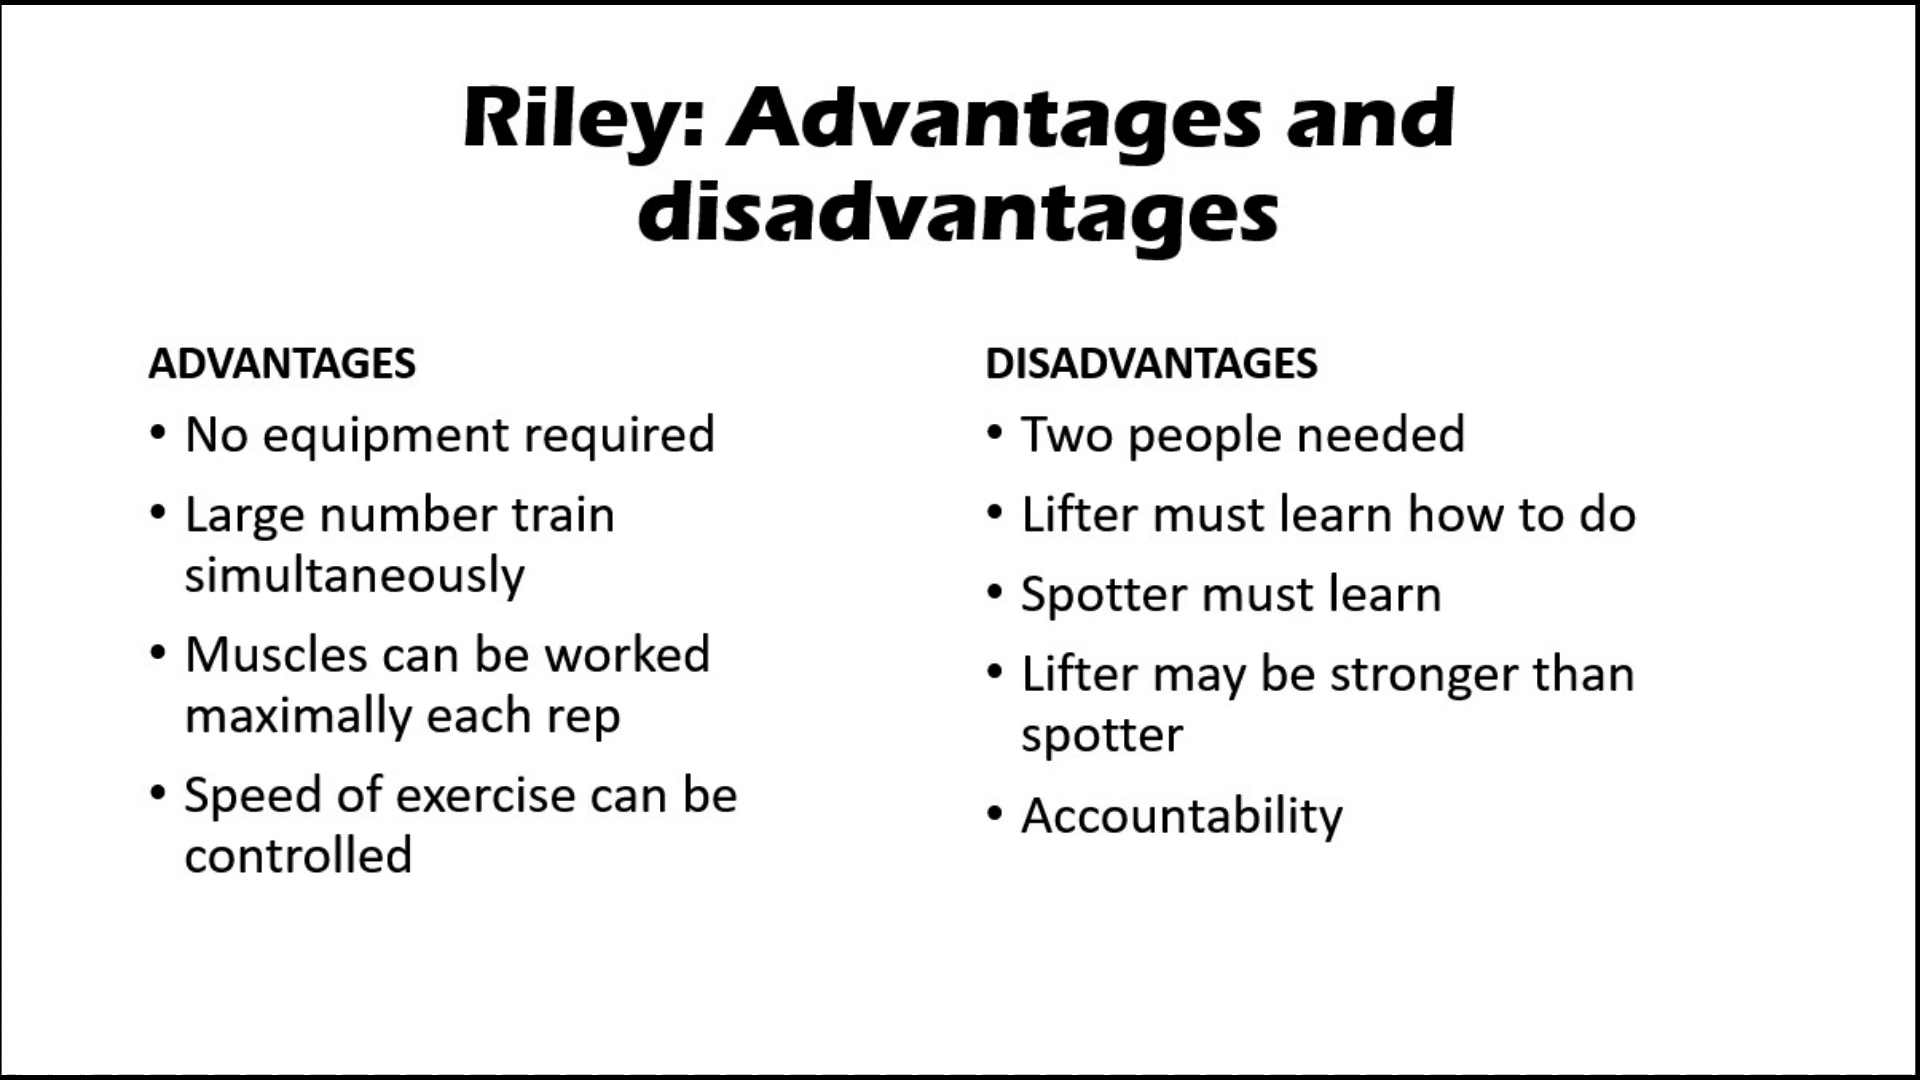 Riley: Advantages and
disadvantages
ADVANTAGES
• No equipment required
• Large number train
simultaneously
• Muscles can be worked
maximally each rep
• Speed of exercise can be
controlled
DISADVANTAGES
• Two people needed
• Lifter must learn how to do
• Spotter must learn
• Lifter may be stronger than
spotter
• Accountability